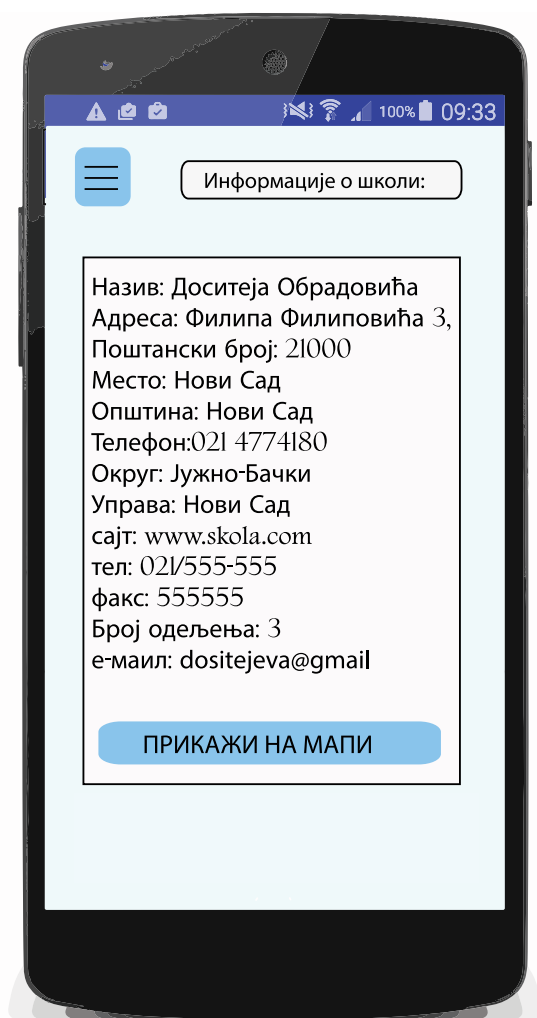 100% 09:33
Информације о школи:
Назив: Доситеја Обрадовића
Адреса: Филипа Филиповића 3,
Поштански број: 21000
Место: Нови Сад
Општина: Нови Сад
Телефон:021 4774180
Округ: Јужно-Бачки
Управа: Нови Сад
сајт: www.skola.com
тел: 021/555-555
факс: 555555
Број одељења: 3
е-маил: dositejeva@gmail
ПРИКАЖИ НА МАПИ